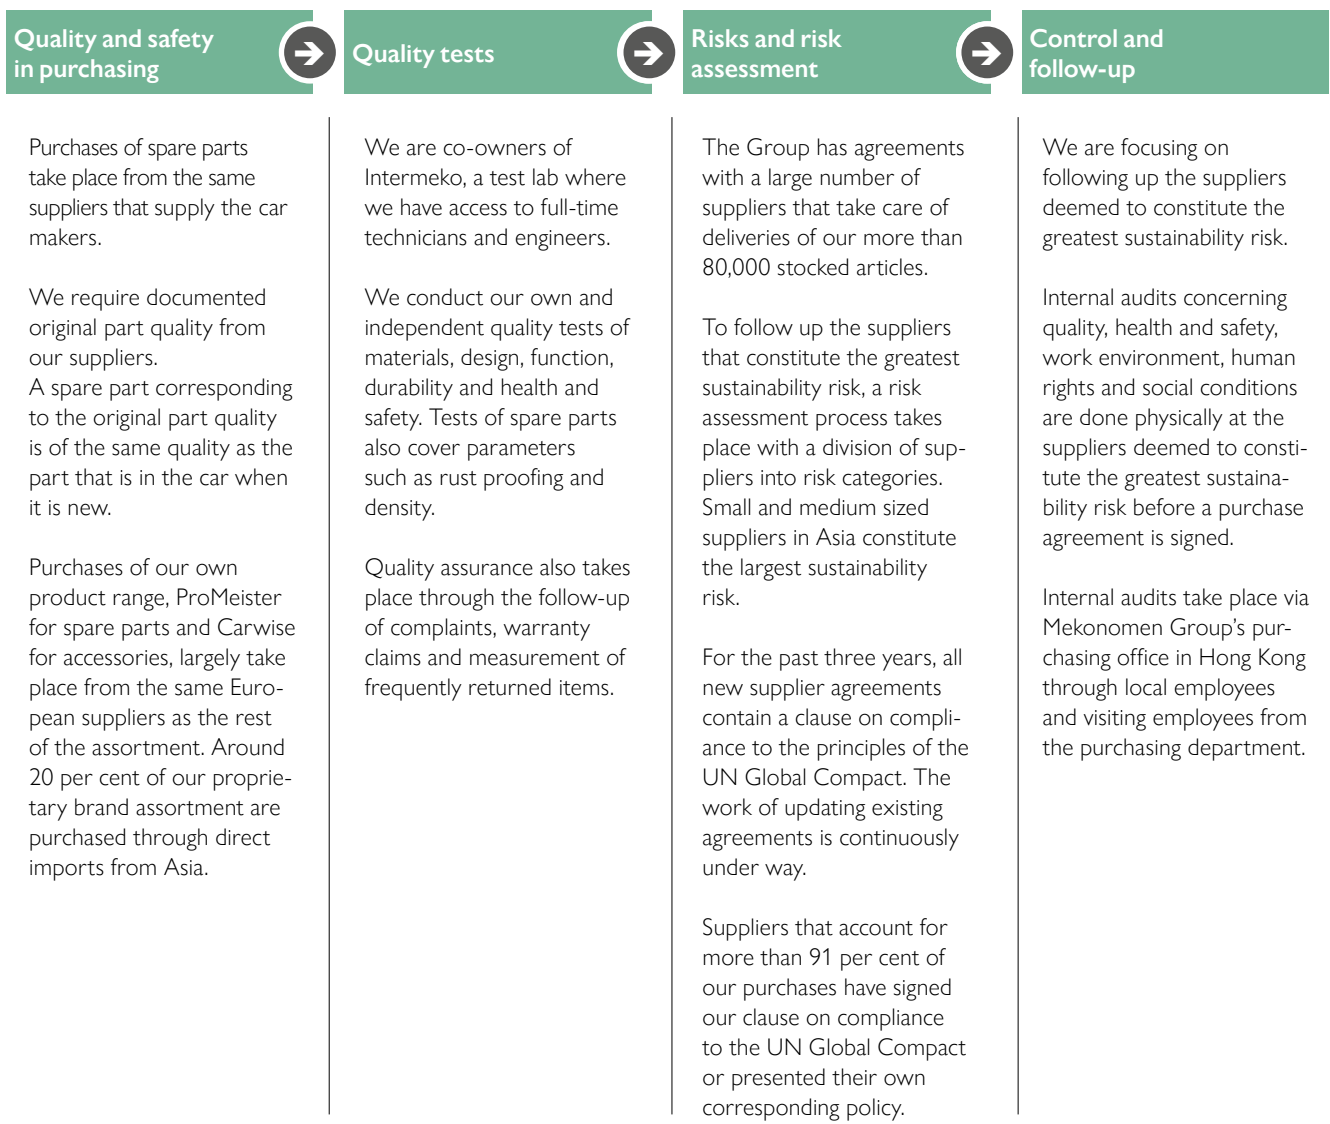 Quality and safety
in purchasing
Quality tests
Risks and risk
assessment
Control and
follow-up
Purchases of spare parts
take place from the same
suppliers that supply the car
makers.
We require documented
original part quality from
our suppliers.
A spare part corresponding
to the original part quality
is of the same quality as the
part that is in the car when
it is new.
Purchases of our own
product range, ProMeister
for spare parts and Carwise
for accessories, largely take
place from the same Euro-
pean suppliers as the rest
of the assortment. Around
20 per cent of our proprie-
tary brand assortment are
purchased through direct
imports from Asia.
We are co-owners of
Intermeko, a test lab where
we have access to full-time
technicians and engineers.
We conduct our own and
independent quality tests of
materials, design, function,
durability and health and
safety. Tests of spare parts
also cover parameters
such as rust proofing and
density.
Quality assurance also takes
place through the follow-up
of complaints, warranty
claims and measurement of
frequently returned items.
The Group has agreements
with a large number of
suppliers that take care of
deliveries of our more than
80,000 stocked articles.
To follow up the suppliers
that constitute the greatest
sustainability risk, a risk
assessment process takes
place with a division of sup-
pliers into risk categories.
Small and medium sized
suppliers in Asia constitute
the largest sustainability
risk.
For the past three years, all
new supplier agreements
contain a clause on compli-
ance to the principles of the
UN Global Compact. The
work of updating existing
agreements is continuously
under way.
Suppliers that account for
more than 91 per cent of
our purchases have signed
our clause on compliance
to the UN Global Compact
or presented their own
corresponding policy.
We are focusing on
following up the suppliers
deemed to constitute the
greatest sustainability risk.
Internal audits concerning
quality, health and safety,
work environment, human
rights and social conditions
are done physically at the
suppliers deemed to consti-
tute the greatest sustaina-
bility risk before a purchase
agreement is signed.
Internal audits take place via
Mekonomen Group’s pur-
chasing office in Hong Kong
through local employees
and visiting employees from
the purchasing department.